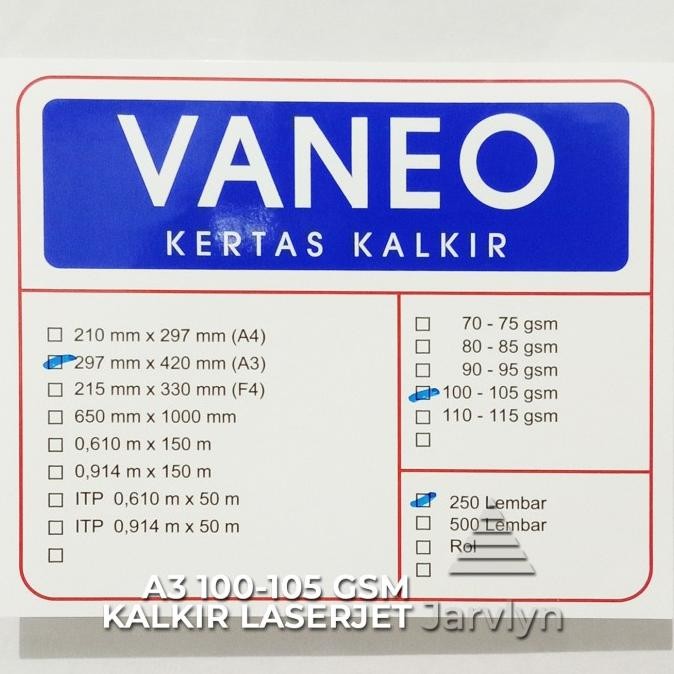 VANEO
KERTAS KALKIR
210 mm x 297 mm (A4)
297 mm x 420 mm (A3)
215 mm x 330 mm (F4)
650 mm x 1000 mm
0,610 m x 150 m
0,914 m x 150 m
ITP 0,610 m x 50 m
ITP 0,914 m x 50 m
70 - 75 gsm
80 - 85 gsm
90 - 95 gsm
100 - 105 gsm
110 - 115 gsm
250 Lembar
500 Lembar
Rol
A3 100-105 GSM
KALKIR LASERJET Jarvlyn